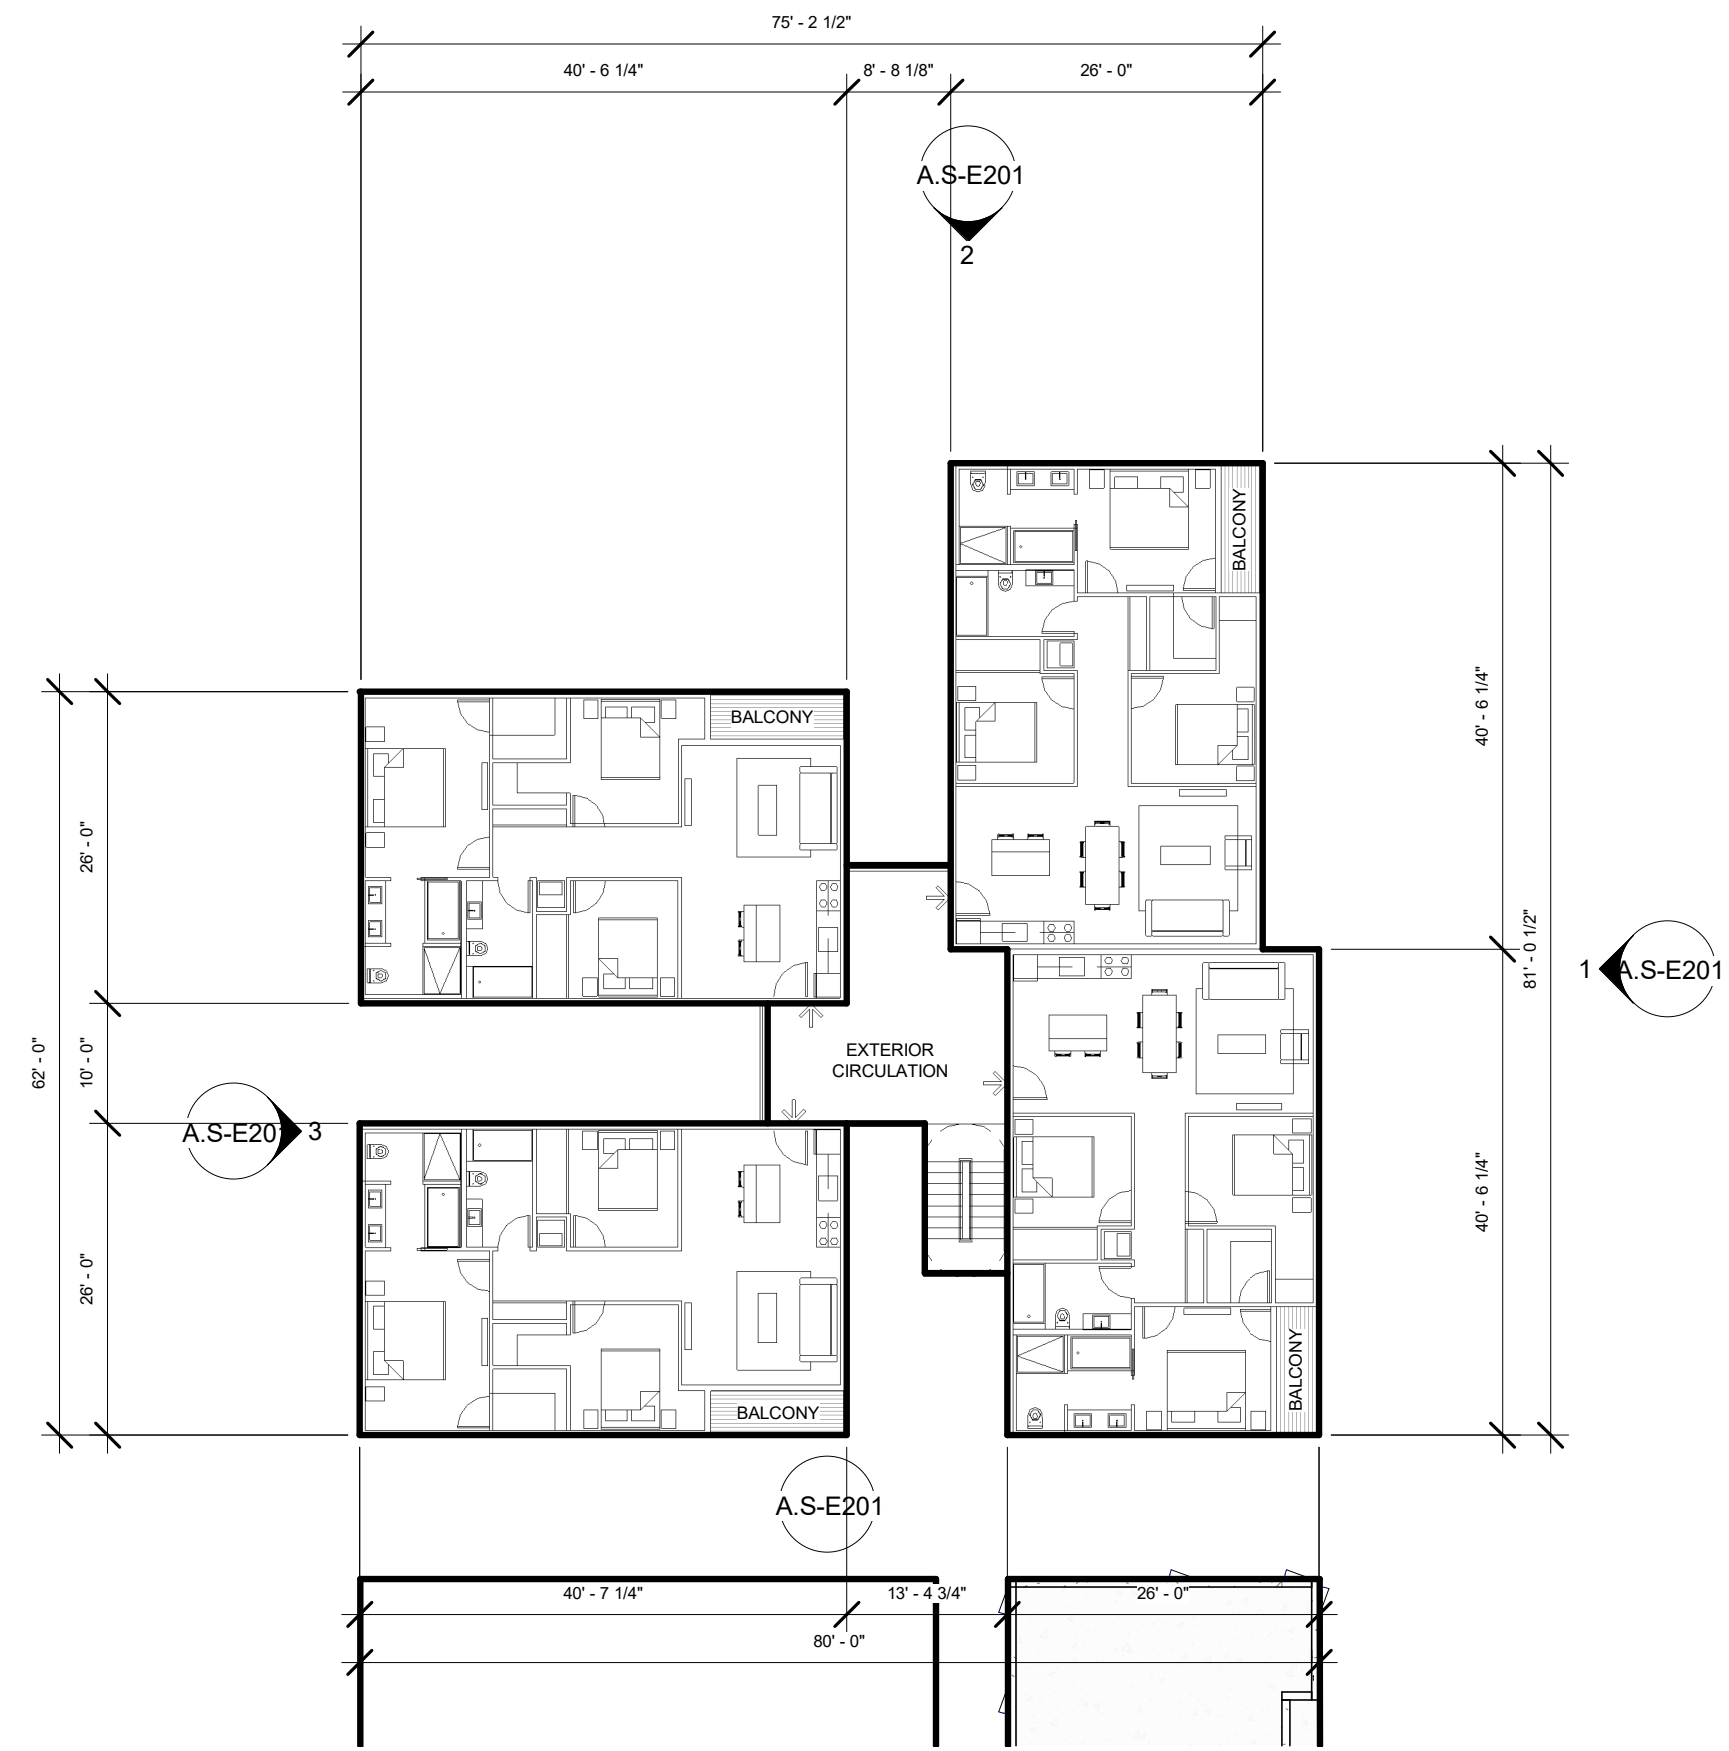 75' - 2 1/2"
40' - 6 1/4"
8' - 8 1/8"
26' - 0"
A.S-E201
2
BALCONY
40' - 6 1/4"
BALCONY
26' - 0"
81' - 0 1/2"
1
A.S-E201
62' - 0"
10' - 0"
EXTERIOR
CIRCULATION
A.S-E201
3
40' - 6 1/4"
26' - 0"
BALCONY
BALCONY
A.S-E201
40' - 7 1/4"
13' - 4 3/4"
26' - 0"
80' - 0"